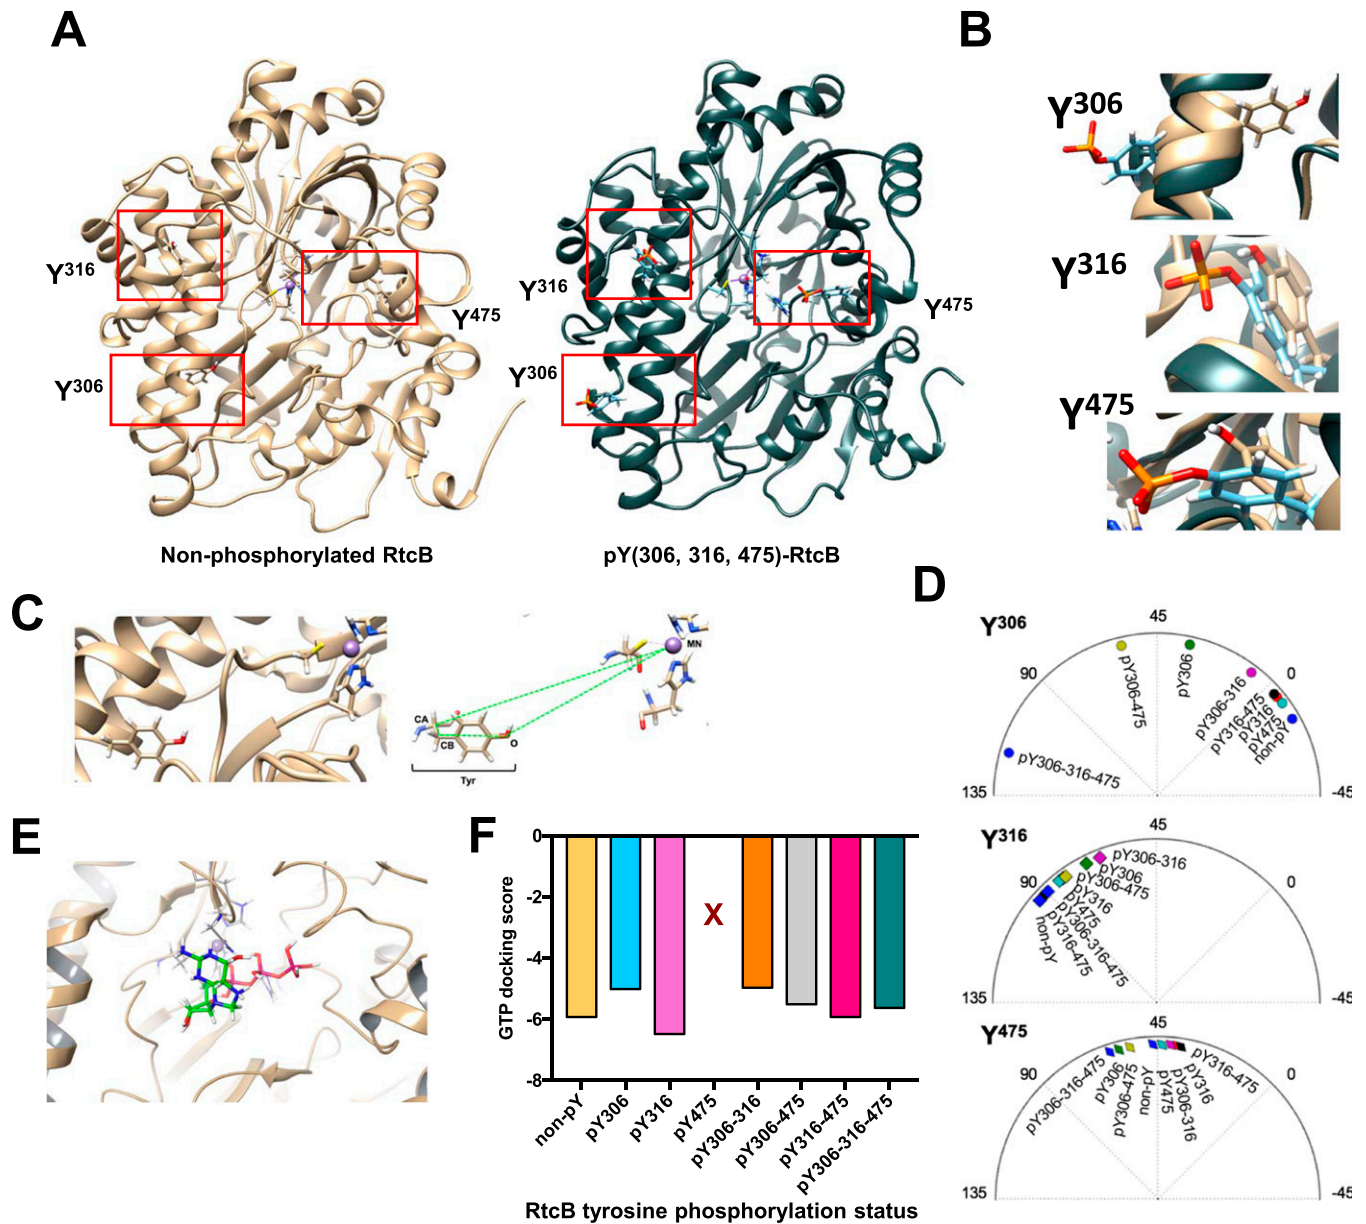 A
Y316
Y475
Y306
Non-phosphorylated RtcB
Y316
Y475
Y306
pY(306, 316, 475)-RtcB
B
Y306
Y316
Y475
C
MN
CA
CB
O
Tyr
D
Y306
45
90
0
135
-45
pY306-475
pY306
pY306-316
pY316-475
pY316
pY475
non-pY
pY306-316-475
Y316
45
90
0
135
-45
pY306-316
pY306
pY306-475
pY316
pY475
pY306-316-475
pY316-475
non-pY
Y475
45
90
0
135
-45
pY306-316-475
pY306
pY306-475
non-pY
pY475
pY306-316
pY316
pY316-475
E
F
GTP docking score
0
-2
-4
-6
-8
X
non-pY
pY306
pY316
pY475
pY306-316
pY306-475
pY316-475
pY306-316-475
RtcB tyrosine phosphorylation status